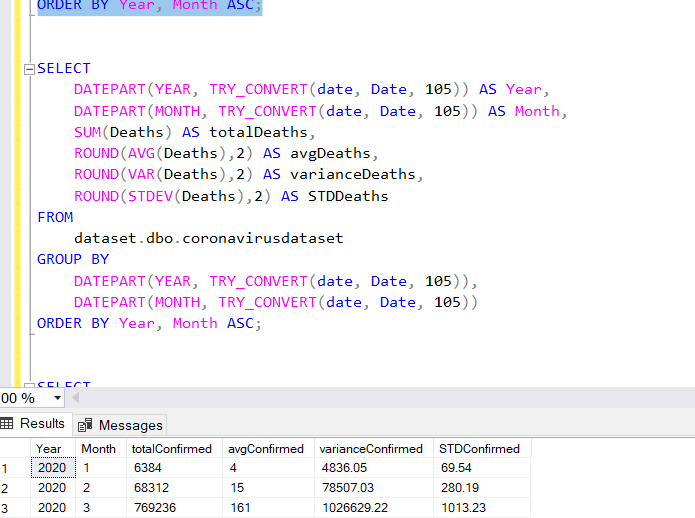 ORDER BY Year, Month ASC;
SELECT
DATEPART(YEAR, TRY_CONVERT(date, Date, 105)) AS Year,
DATEPART(MONTH, TRY_CONVERT(date, Date, 105)) AS Month,
SUM(Deaths) AS totalDeaths,
ROUND(AVG(Deaths),2) AS avgDeaths,
ROUND(VAR(Deaths),2) AS varianceDeaths,
ROUND(STDEV(Deaths),2) AS STDDeaths
FROM
dataset.dbo.coronavirusdataset
GROUP BY
DATEPART(YEAR, TRY_CONVERT(date, Date, 105)),
DATEPART(MONTH, TRY_CONVERT(date, Date, 105))
ORDER BY Year, Month ASC;
SELECT
00 %
Results Messages
Year Month totalConfirmed avgConfirmed varianceConfirmed STDConfirmed
1 2020 1 6384 4 4836.05 69.54
2 2020 2 68312 15 78507.03 280.19
3 2020 3 769236 161 1026629.22 1013.23